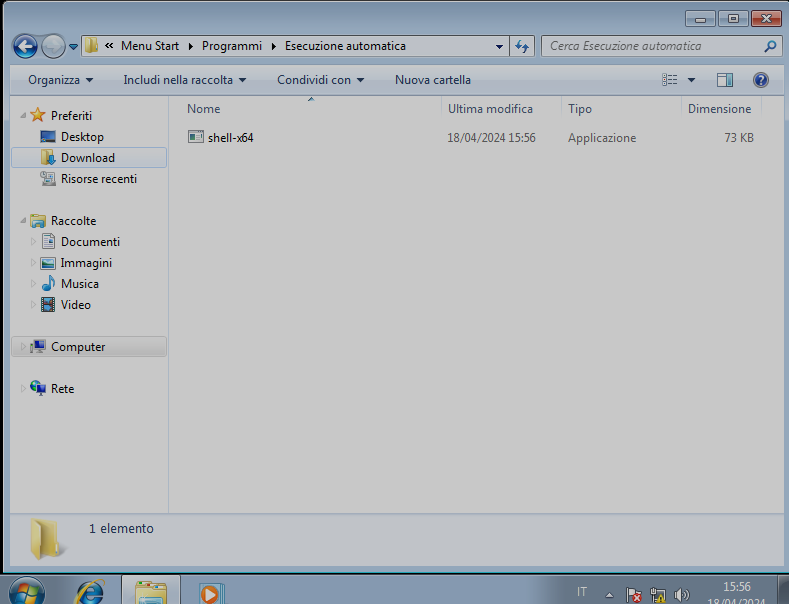 « Menu Start Programmi Esecuzione automatica Cerca Esecuzione automatica
Organizza Includi nella raccolta Condividi con Nuova cartella
Preferiti
Desktop
Download
Risorse recenti
Raccolte
Documenti
Immagini
Musica
Video
Computer
Rete
Nome Ultima modifica Tipo Dimensione
shell-x64 18/04/2024 15:56 Applicazione 73 KB
1 elemento
IT 15:56
18/04/2024